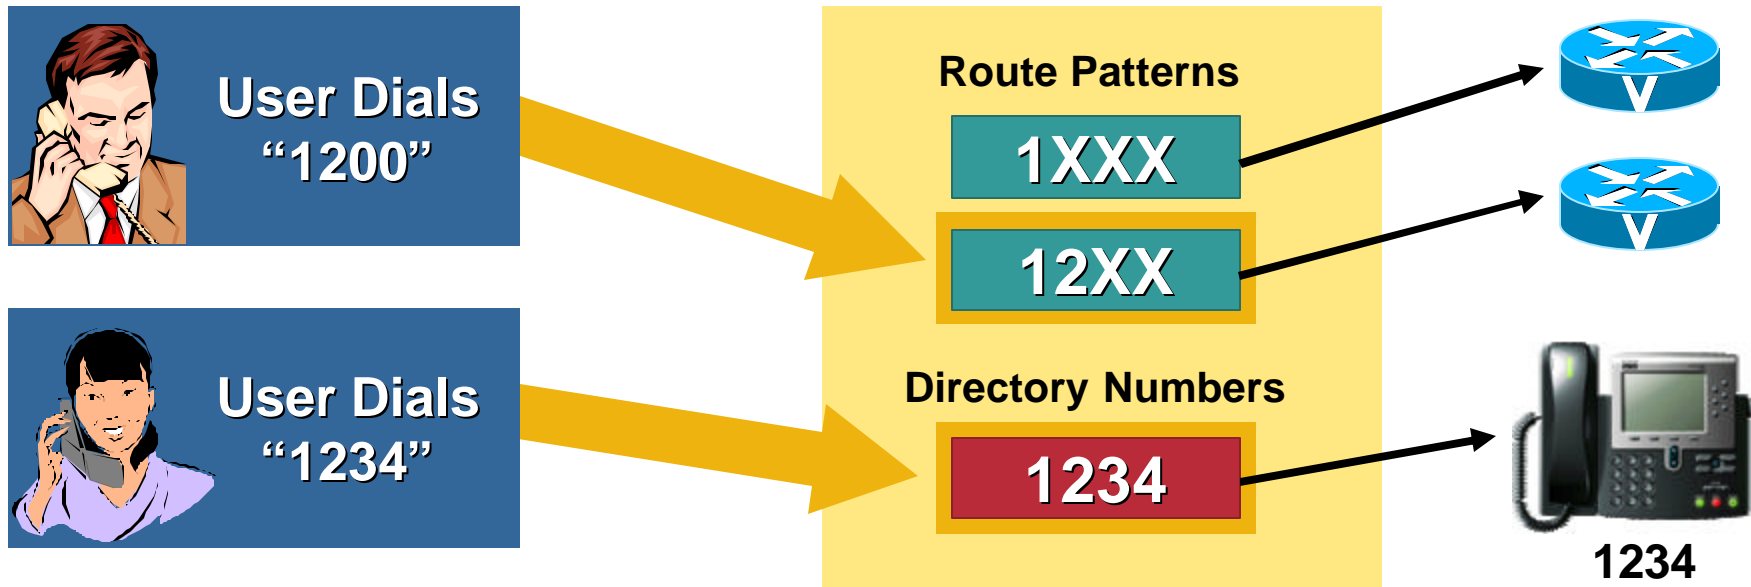 User Dials
“1200”
Route Patterns
1XXX
12XX
V
V
User Dials
“1234”
Directory Numbers
1234
1234